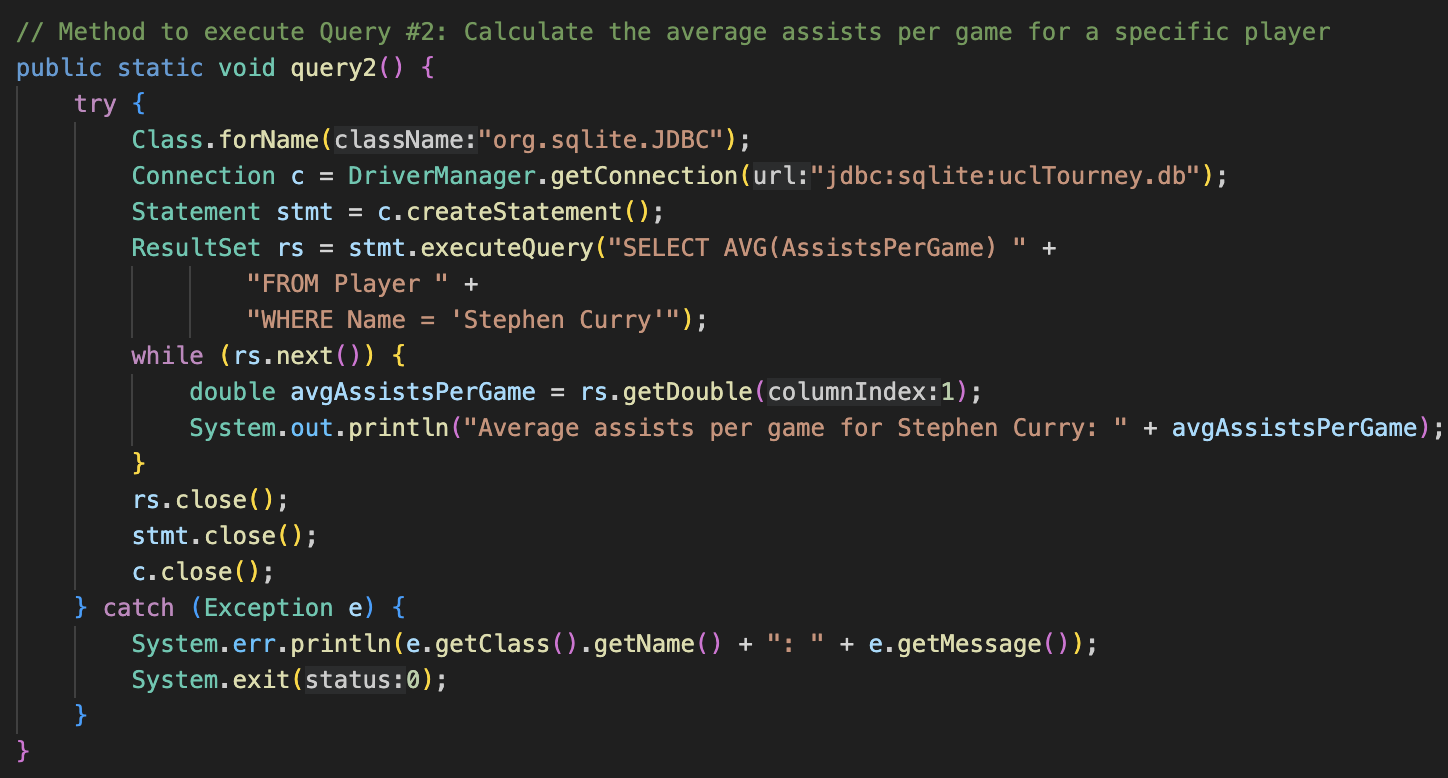 // Method to execute Query #2: Calculate the average assists per game for a specific player
public static void query2() {
try {
Class.forName(className:"org.sqlite.JDBC");
Connection c = DriverManager.getConnection(url:"jdbc:sqlite:uclTourney.db");
Statement stmt = c.createStatement();
ResultSet rs = stmt.executeQuery("SELECT AVG(AssistsPerGame) " +
"FROM Player " +
"WHERE Name = 'Stephen Curry'");
while (rs.next()) {
double avgAssistsPerGame = rs.getDouble(columnIndex:1);
System.out.println("Average assists per game for Stephen Curry: " + avgAssistsPerGame);
}
rs.close();
stmt.close();
c.close();
} catch (Exception e) {
System.err.println(e.getClass().getName() + ": " + e.getMessage());
System.exit(status:0);
}
}